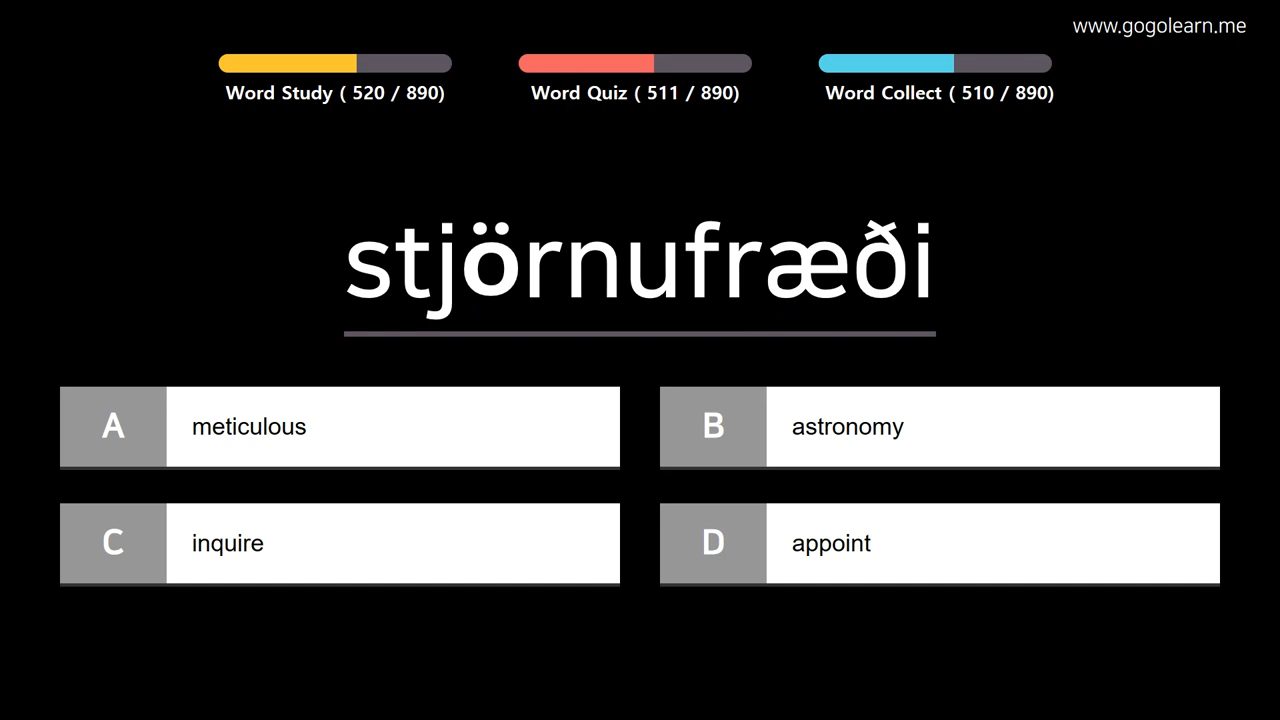 www.gogolearn.me
Word Study ( 520 / 890)
Word Quiz ( 511 / 890)
Word Collect ( 510 / 890)
stjörnufræði
A meticulous
B astronomy
C inquire
D appoint